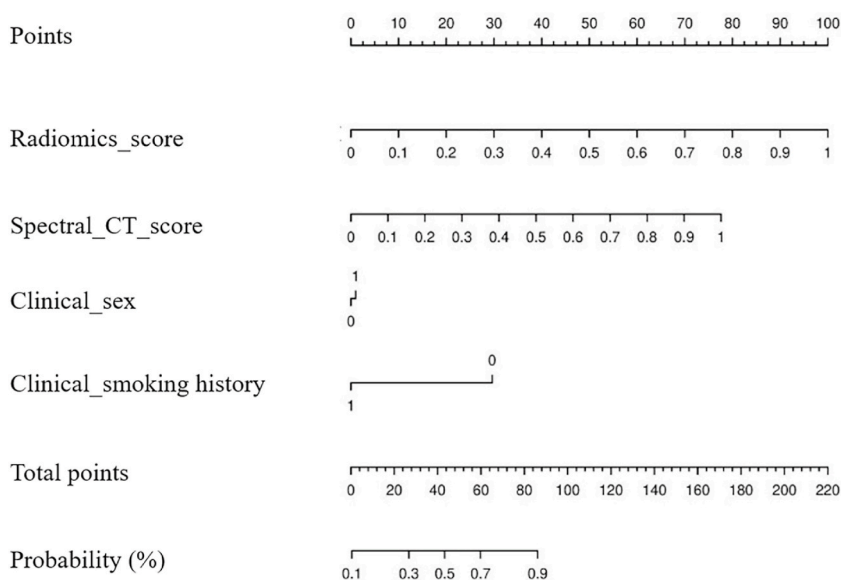 Points
0 10 20 30 40 50 60 70 80 90 100
Radiomics_score
0 0.1 0.2 0.3 0.4 0.5 0.6 0.7 0.8 0.9 1
Spectral_CT_score
0 0.1 0.2 0.3 0.4 0.5 0.6 0.7 0.8 0.9 1
1
Clinical_sex
0
0
Clinical_smoking history
1
Total points
0 20 40 60 80 100 120 140 160 180 200 220
Probability (%)
0.1 0.3 0.5 0.7 0.9